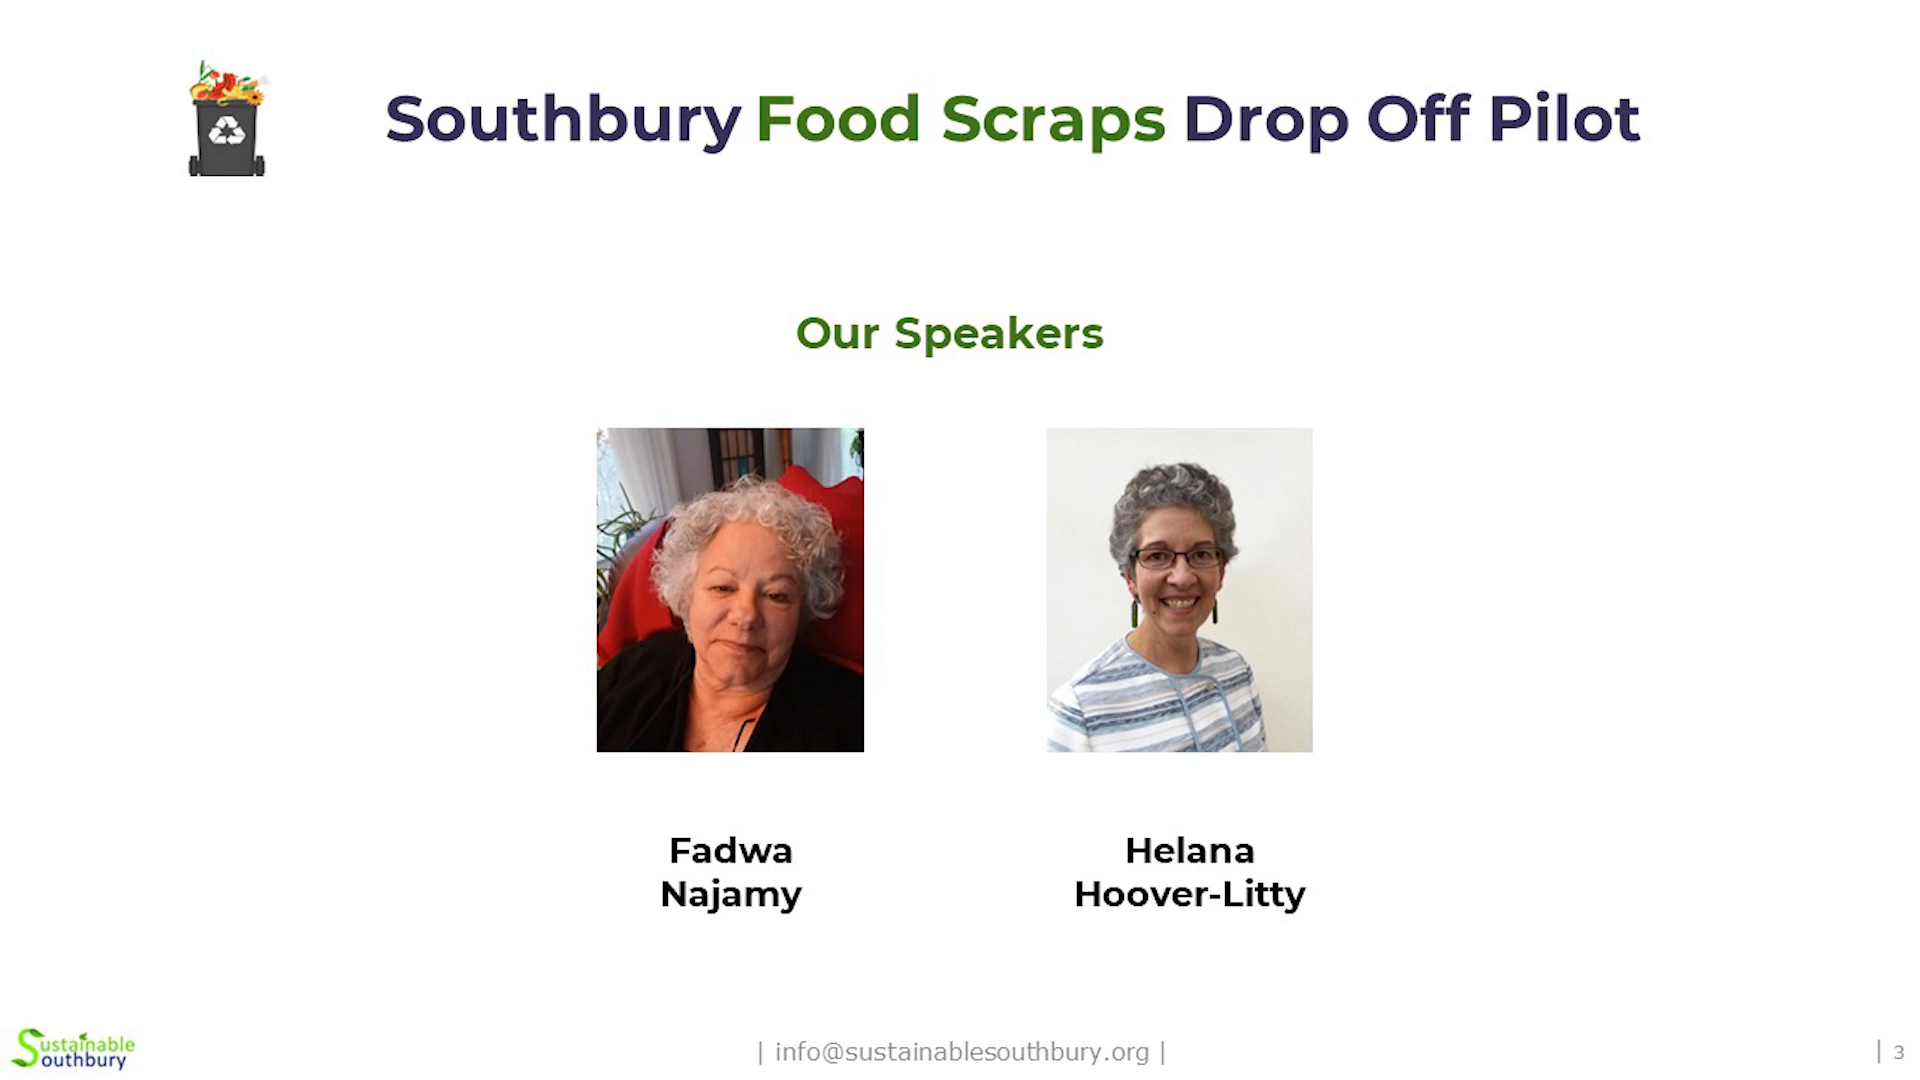 Southbury Food Scraps Drop Off Pilot
Our Speakers
Fadwa
Najamy
Helana
Hoover-Litty
Sustainable
Southbury
| info@sustainablesouthbury.org |
| 3